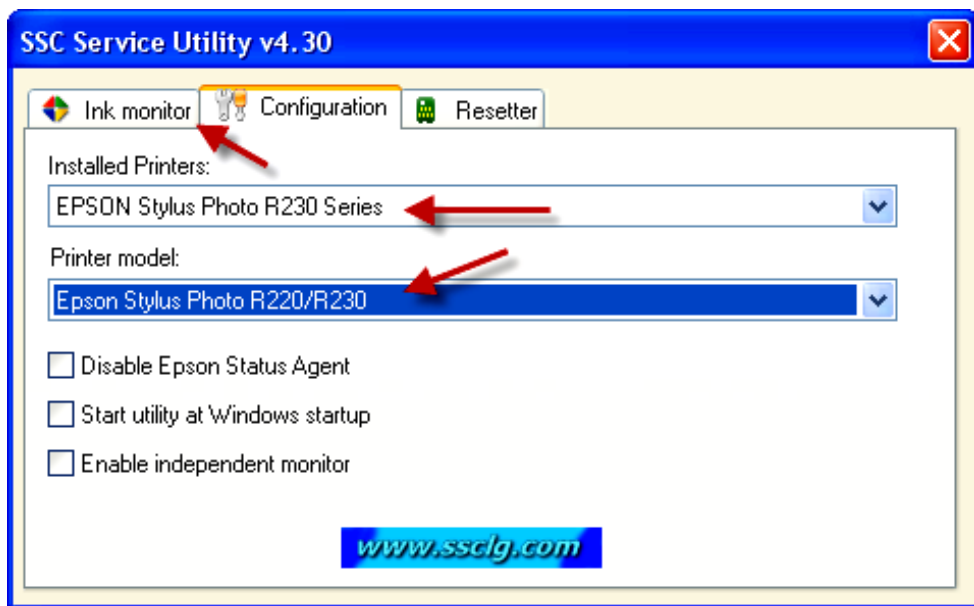 SSC Service Utility v4.30
Ink monitor Configuration Resetter
Installed Printers:
EPSON Stylus Photo R230 Series
Printer model:
Epson Stylus Photo R220/R230
Disable Epson Status Agent
Start utility at Windows startup
Enable independent monitor
www.ssclg.com